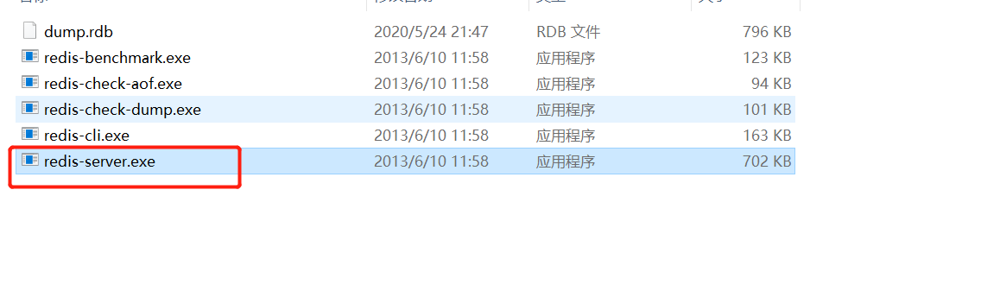 dump.rdb 2020/5/24 21:47 RDB 文件 796 KB
redis-benchmark.exe 2013/6/10 11:58 应用程序 123 KB
redis-check-aof.exe 2013/6/10 11:58 应用程序 94 KB
redis-check-dump.exe 2013/6/10 11:58 应用程序 101 KB
redis-cli.exe 2013/6/10 11:58 应用程序 163 KB
redis-server.exe 2013/6/10 11:58 应用程序 702 KB